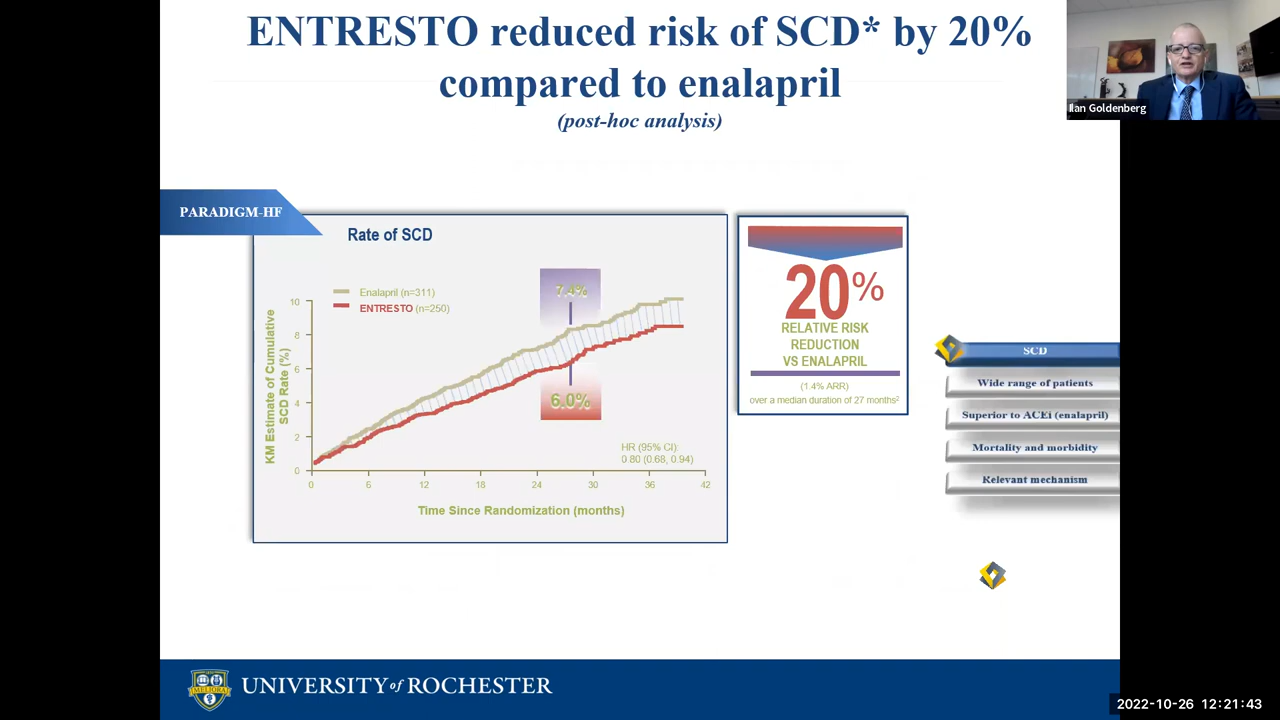 ENTRESTO reduced risk of SCD* by 20%
compared to enalapril
(post-hoc analysis)
Ilan Goldenberg
PARADIGM-HF
Rate of SCD
Enalapril (n=311)
ENTRESTO (n=250)
7.4%
6.0%
KM Estimate of Cumulative
SCD Rate (%)
10
8
6
4
2
0
0 6 12 18 24 30 36 42
Time Since Randomization (months)
HR (95% CI):
0.80 (0.68, 0.94)
20%
RELATIVE RISK
REDUCTION
VS ENALAPRIL
(1.4% ARR)
over a median duration of 27 months²
SCD
Wide range of patients
Superior to ACEi (enalapril)
Mortality and morbidity
Relevant mechanism
MELIORA
UNIVERSITY of ROCHESTER
2022-10-26 12:21:43